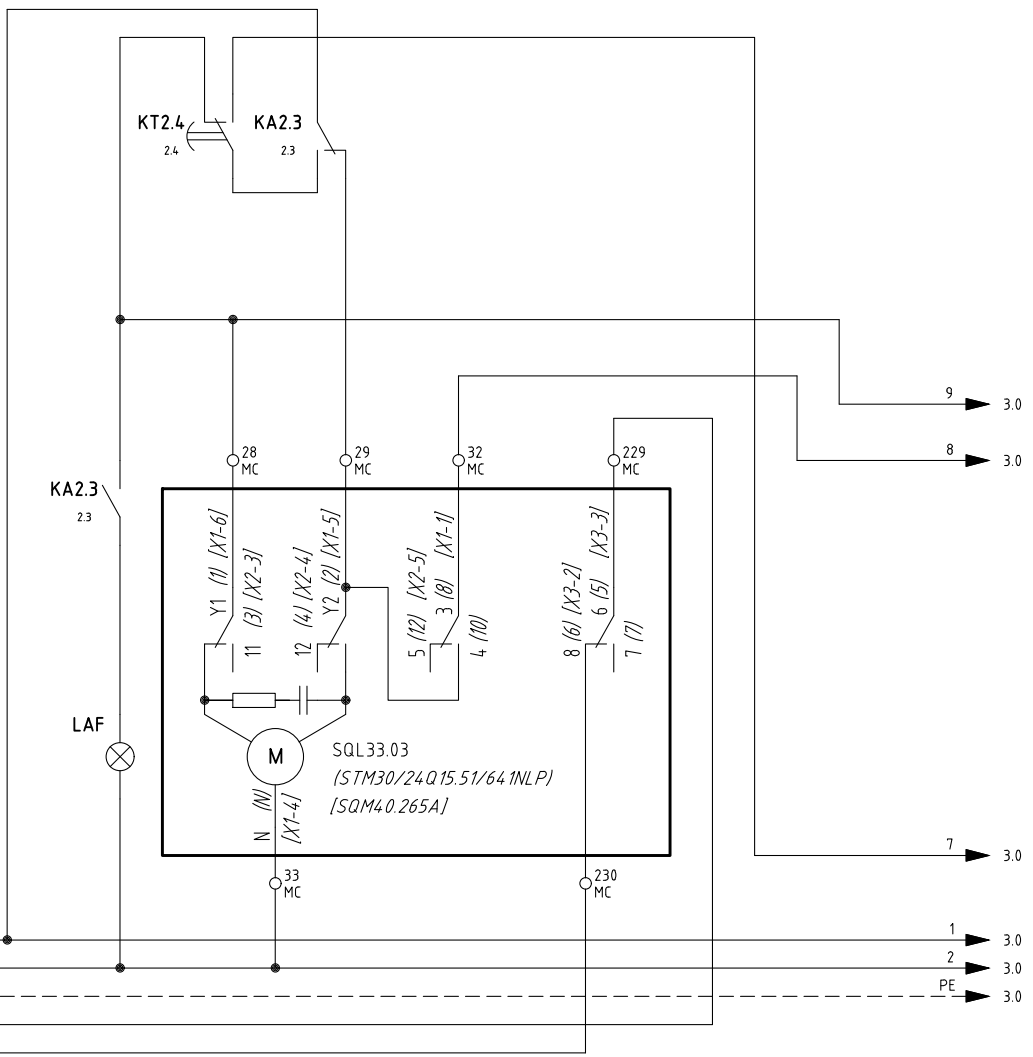 KT2.4
2.4
KA2.3
2.3
9
3.0
8
3.0
28
MC
29
MC
32
MC
229
MC
KA2.3
2.3
Y1 (1) [X1-6]
11 (3) [X2-3]
12 (4) [X2-4]
Y2 (2) [X1-5]
5 (12) [X2-5]
3 (8) [X1-1]
4 (10)
8 (6) [X3-2]
6 (5) [X3-3]
7 (7)
LAF
M
SQL33.03
(STM30/24Q15.51/641NLP)
[SQM40.265A]
N (N)
[X1-4]
7
3.0
33
MC
230
MC
1
3.0
2
3.0
PE
3.0